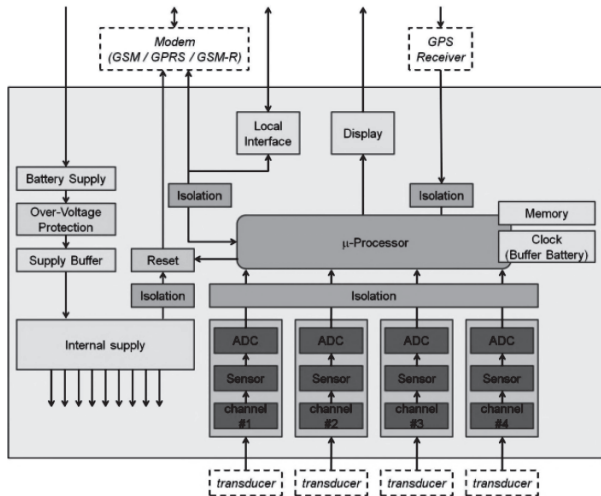 Modem
(GSM / GPRS / GSM-R)
GPS
Receiver
Local
Interface
Display
Battery Supply
Isolation
Isolation
Memory
Over-Voltage
Protection
μ-Processor
Clock
(Buffer Battery)
Supply Buffer
Reset
Isolation
Isolation
Internal supply
ADC
ADC
ADC
ADC
Sensor
Sensor
Sensor
Sensor
channel
#1
channel
#2
channel
#3
channel
#4
transducer
transducer
transducer
transducer